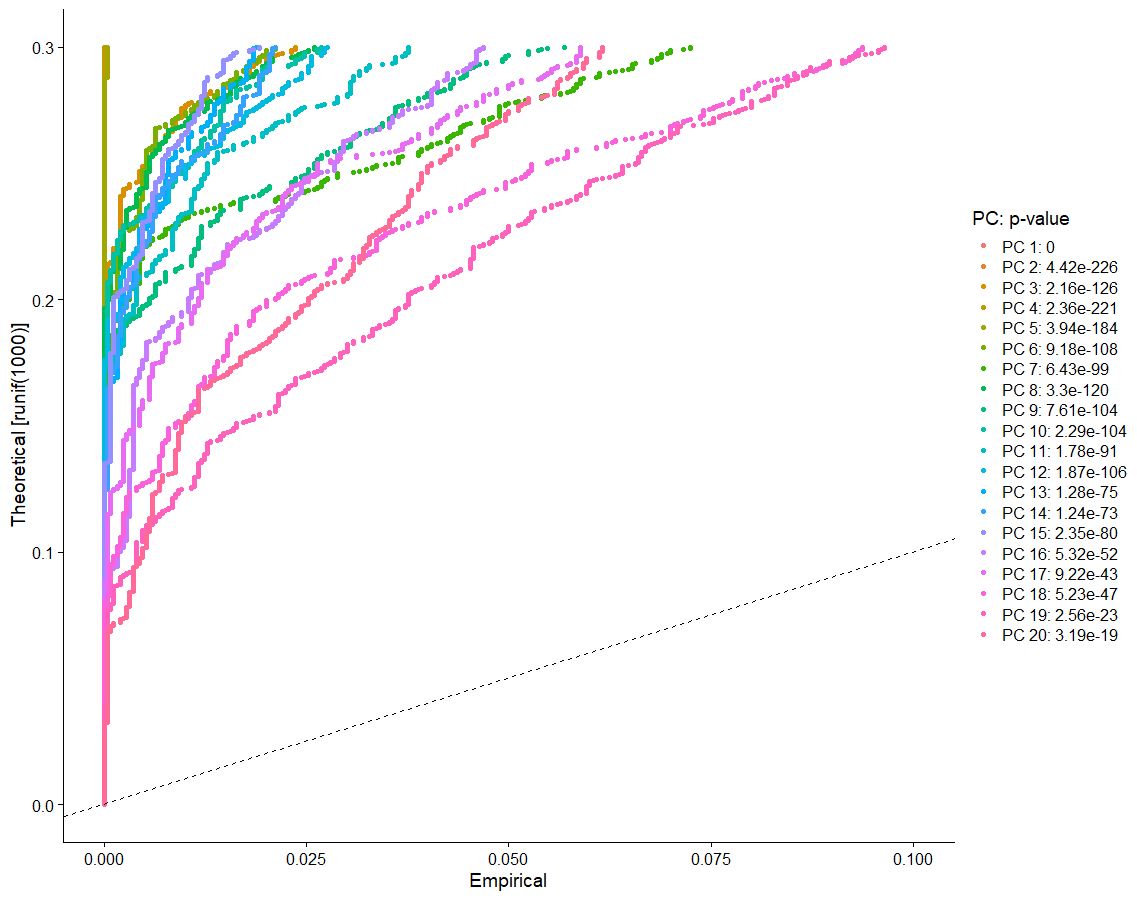 0.3
0.2
0.1
0.0
Theoretical [runif(1000)]
0.000
0.025
0.050
0.075
0.100
Empirical
PC: p-value
PC 1: 0
PC 2: 4.42e-226
PC 3: 2.16e-126
PC 4: 2.36e-221
PC 5: 3.94e-184
PC 6: 9.18e-108
PC 7: 6.43e-99
PC 8: 3.3e-120
PC 9: 7.61e-104
PC 10: 2.29e-104
PC 11: 1.78e-91
PC 12: 1.87e-106
PC 13: 1.28e-75
PC 14: 1.24e-73
PC 15: 2.35e-80
PC 16: 5.32e-52
PC 17: 9.22e-43
PC 18: 5.23e-47
PC 19: 2.56e-23
PC 20: 3.19e-19